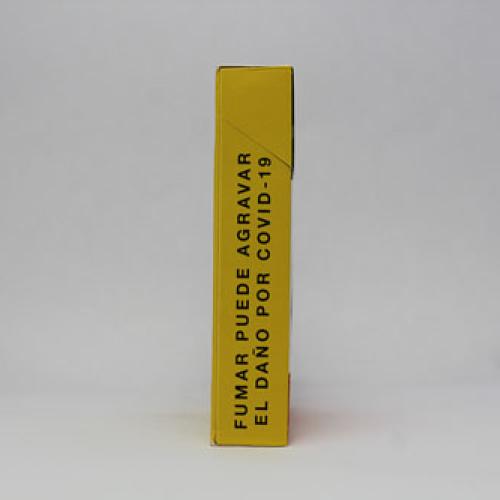 FUMAR PUEDE AGRAVAR
EL DAÑO POR COVID-19